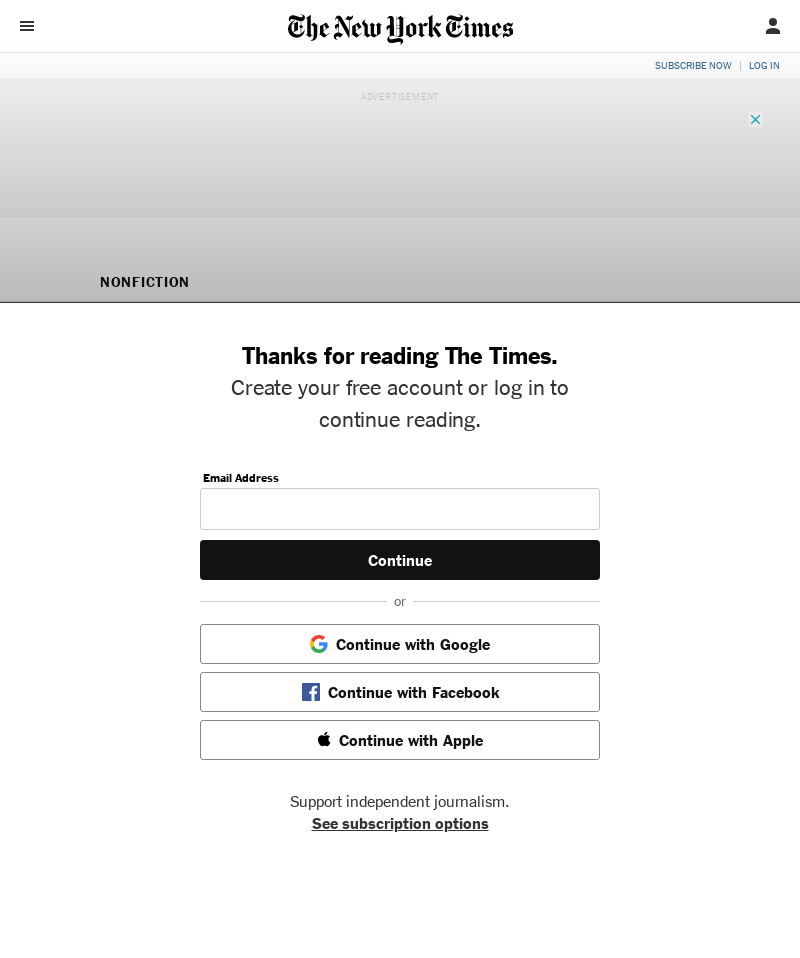 The New York Times
SUBSCRIBE NOW
LOG IN
ADVERTISEMENT
NONFICTION
Thanks for reading The Times.
Create your free account or log in to
continue reading.
Email Address
Continue
or
Continue with Google
Continue with Facebook
Continue with Apple
Support independent journalism.
See subscription options